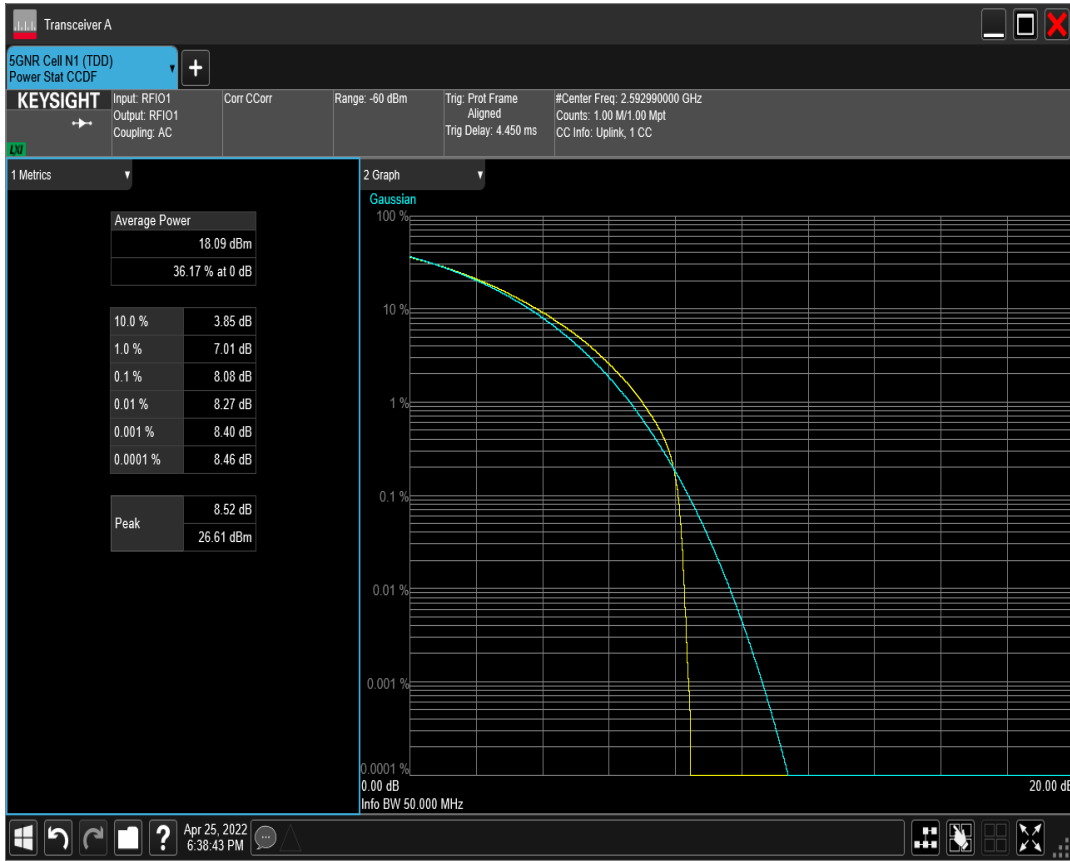 Transceiver A
5GNR Cell N1 (TDD)
Power Stat CCDF
+
KEYSIGHT
LXI
Input: RFIO1
Output: RFIO1
Coupling: AC
Corr CCorr
Range: -60 dBm
Trig: Prot Frame
Aligned
Trig Delay: 4.450 ms
#Center Freq: 2.592990000 GHz
Counts: 1.00 M/1.00 Mpt
CC Info: Uplink, 1 CC
1 Metrics
Average Power
18.09 dBm
36.17 % at 0 dB
10.0 % 3.85 dB
1.0 % 7.01 dB
0.1 % 8.08 dB
0.01 % 8.27 dB
0.001 % 8.40 dB
0.0001 % 8.46 dB
Peak 8.52 dB
26.61 dBm
2 Graph
Gaussian
100 %
10 %
1 %
0.1 %
0.01 %
0.001 %
0.0001 %
0.00 dB 20.00 dB
Info BW 50.000 MHz
?
Apr 25, 2022
6:38:43 PM